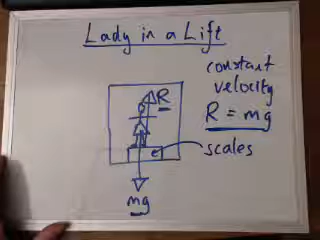 Lady in a Lift
constant
velocity
R = mg
R
scales
mg